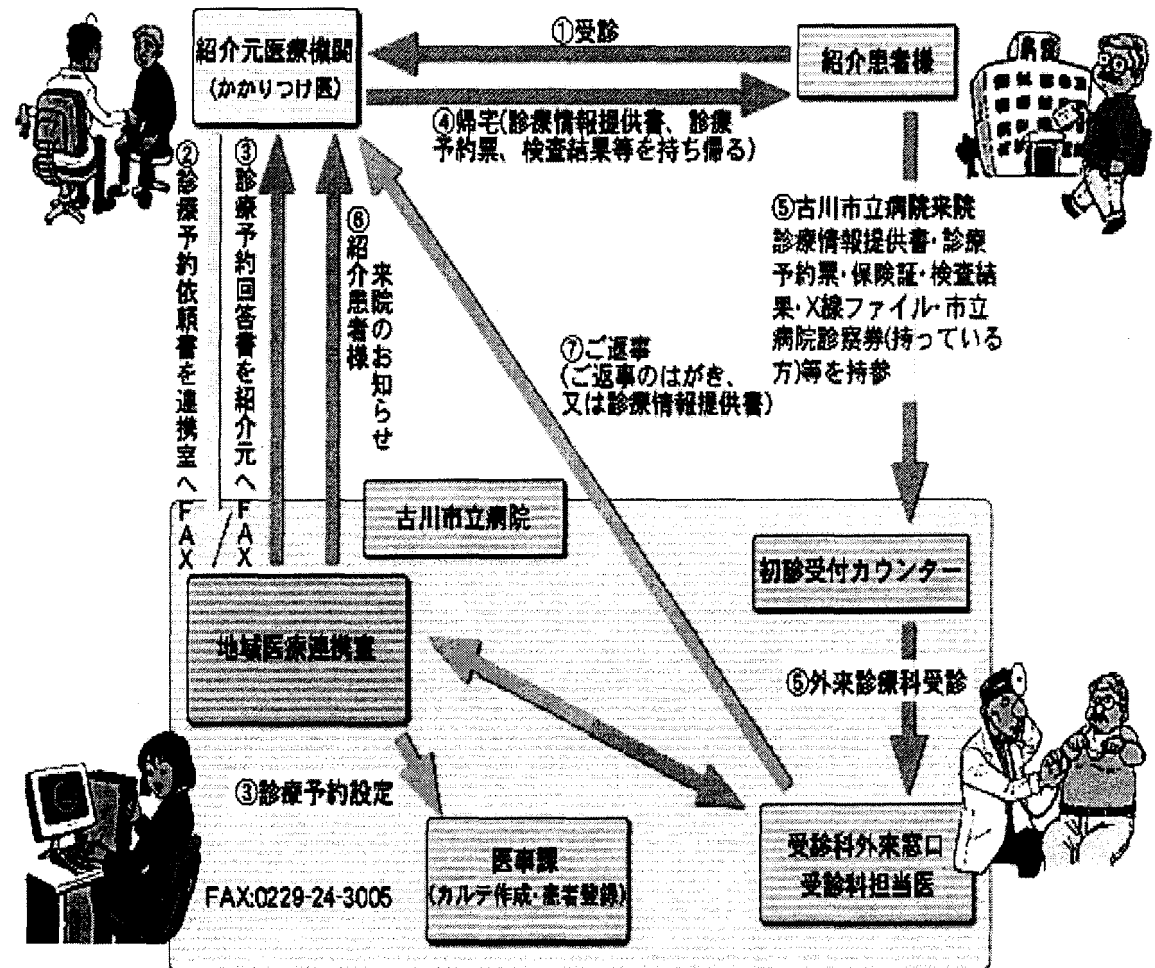 ①受診
紹介元医療機関
(かかりつけ医)
紹介患者様
病院
④帰宅(診療情報提供書、診療
予約票、検査結果等を持ち帰る)
②診療予約依頼書を連携室へFAX
③診療予約回答書を紹介元へFAX
⑥紹介患者様
来院のお知らせ
⑤古川市立病院来院
診療情報提供書・診療
予約票・保険証・検査結
果・X線ファイル・市立
病院診察券(持っている
方)等を持参
⑦ご返事
(ご返事のはがき、
又は診療情報提供書)
古川市立病院
初診受付カウンター
地域医療連携室
⑥外来診療科受診
③診療予約設定
医事課
(カルテ作成・患者登録)
受診科外来窓口
受診科担当医
FAX:0229-24-3005